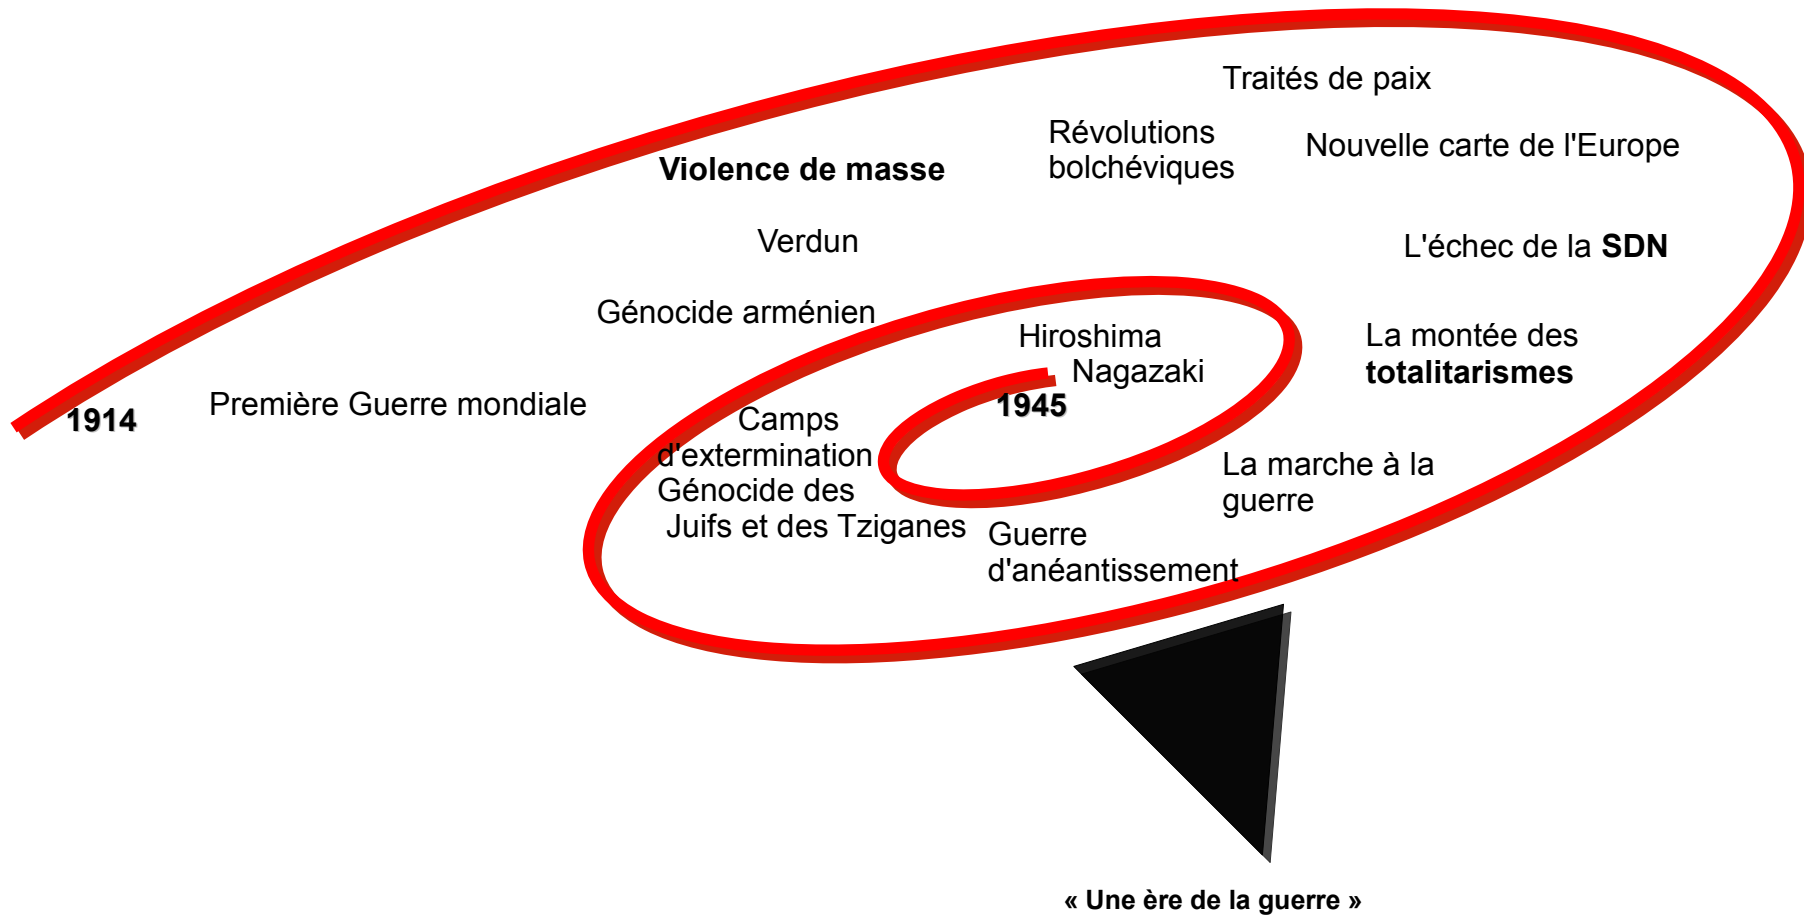 Traités de paix
Révolutions
bolchéviques
Nouvelle carte de l'Europe
Violence de masse
Verdun
L'échec de la SDN
Génocide arménien
Hiroshima
Nagazaki
La montée des
totalitarismes
1914
Première Guerre mondiale
1945
Camps
d'extermination
Génocide des
Juifs et des Tziganes
La marche à la
guerre
Guerre
d'anéantissement
« Une ère de la guerre »